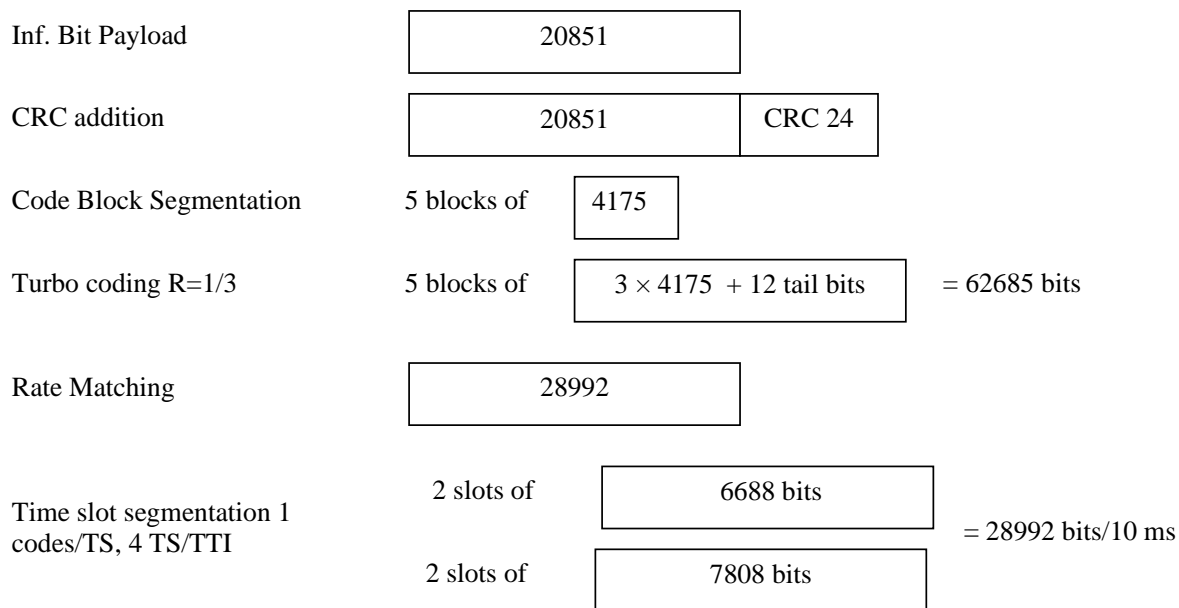 Inf. Bit Payload 20851
CRC addition 20851 CRC 24
Code Block Segmentation 5 blocks of 4175
Turbo coding R=1/3 5 blocks of 3 × 4175 + 12 tail bits = 62685 bits
Rate Matching 28992
2 slots of 6688 bits
Time slot segmentation 1
codes/TS, 4 TS/TTI
= 28992 bits/10 ms
2 slots of 7808 bits